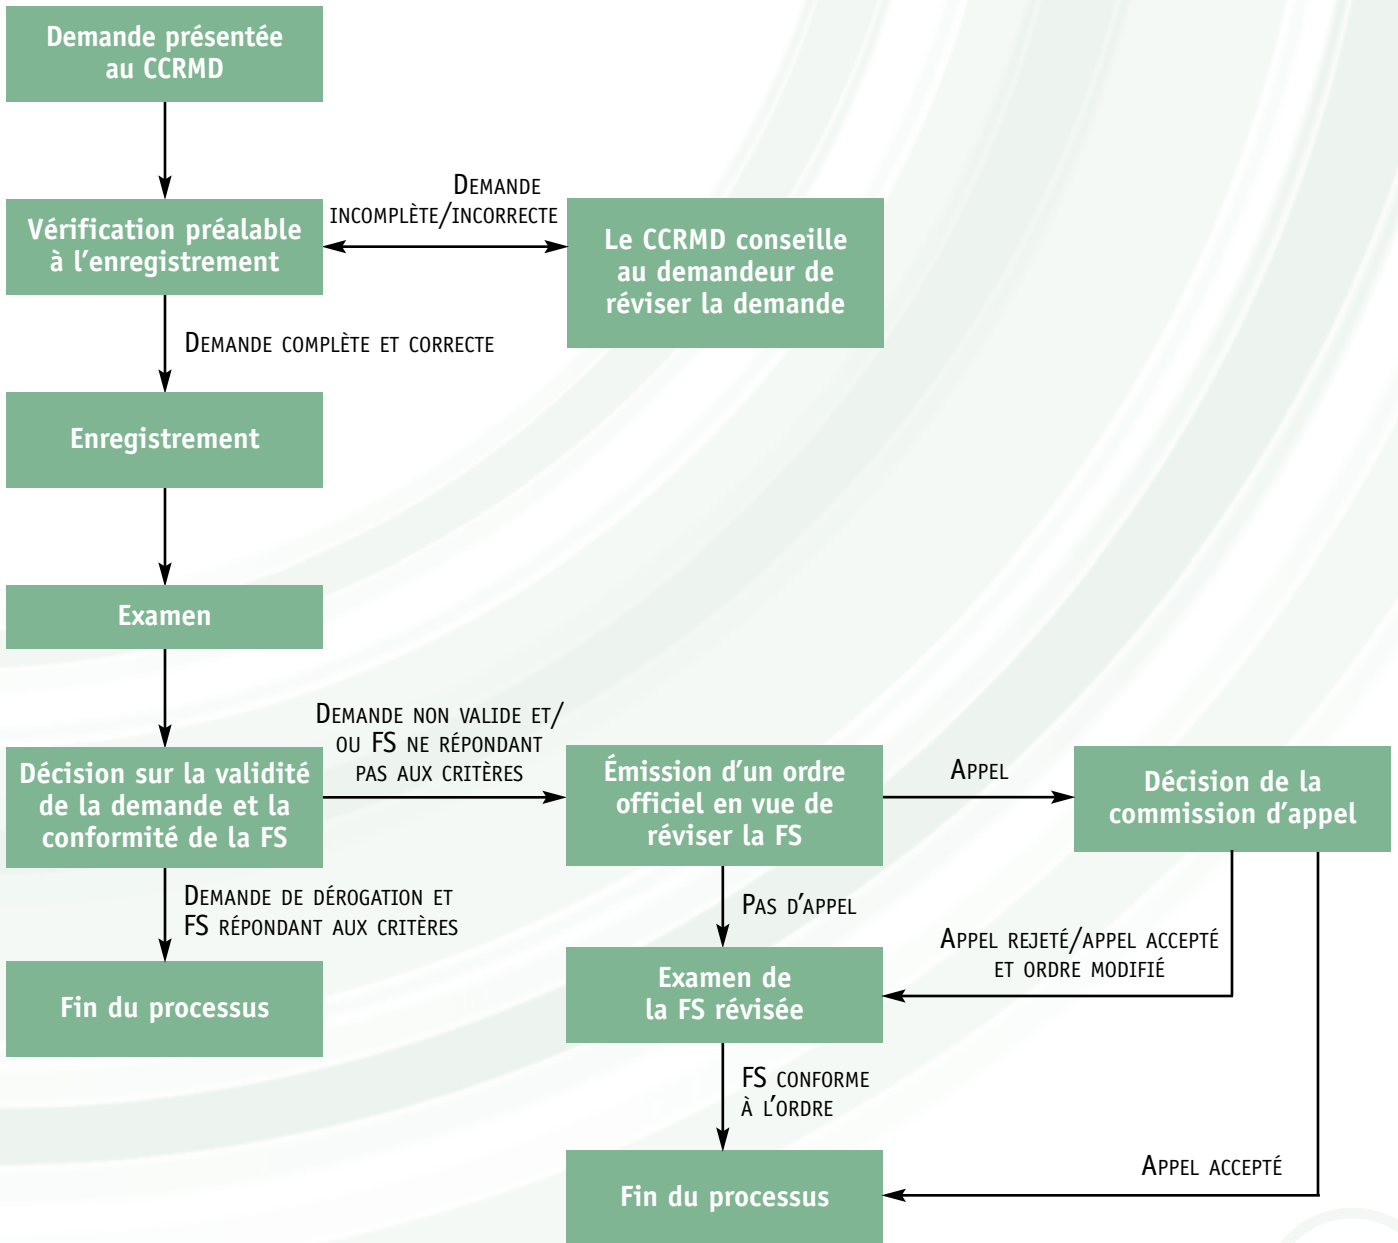 Demande présentée
au CCRMD
Vérification préalable
à l'enregistrement
DEMANDE
INCOMPLÈTE/INCORRECTE
Le CCRMD conseille
au demandeur de
réviser la demande
DEMANDE COMPLÈTE ET CORRECTE
Enregistrement
Examen
Décision sur la validité
de la demande et la
conformité de la FS
DEMANDE NON VALIDE ET/
OU FS NE RÉPONDANT
PAS AUX CRITÈRES
Émission d'un ordre
officiel en vue de
réviser la FS
APPEL
Décision de la
commission d'appel
DEMANDE DE DÉROGATION ET
FS RÉPONDANT AUX CRITÈRES
Fin du processus
PAS D'APPEL
APPEL REJETÉ/APPEL ACCEPTÉ
ET ORDRE MODIFIÉ
Examen de
la FS révisée
FS CONFORME
À L'ORDRE
APPEL ACCEPTÉ
Fin du processus